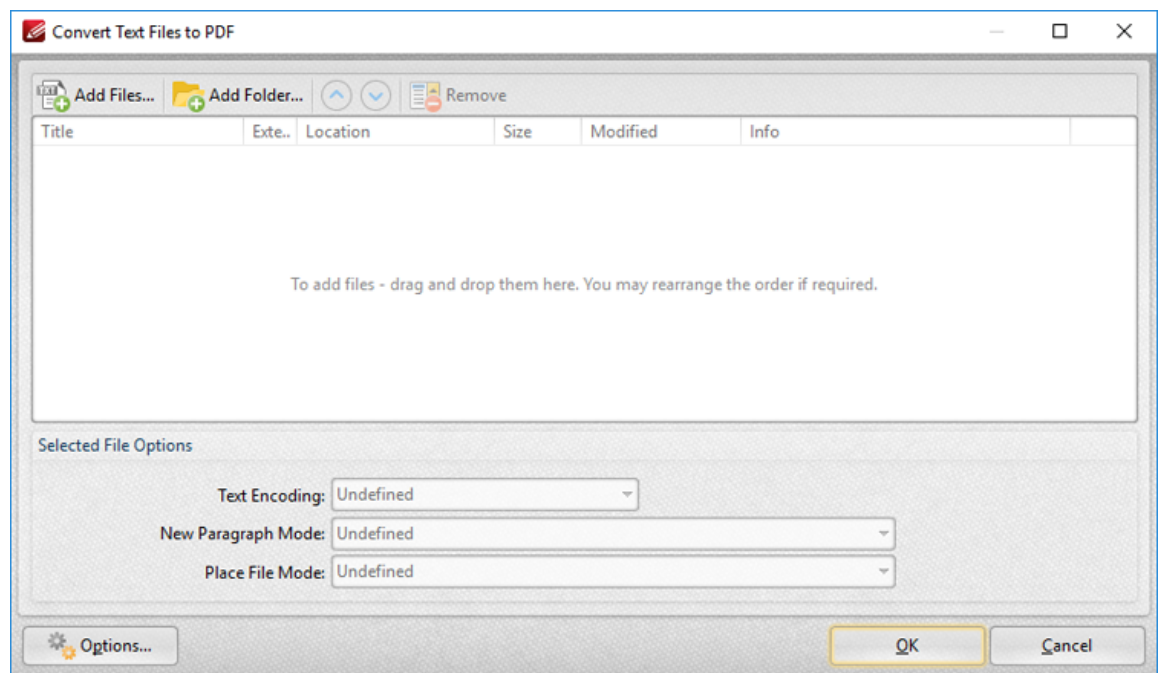 Convert Text Files to PDF
TXT Add Files... Add Folder... Remove
Title Exte.. Location Size Modified Info
To add files - drag and drop them here. You may rearrange the order if required.
Selected File Options
Text Encoding: Undefined
New Paragraph Mode: Undefined
Place File Mode: Undefined
Options... OK Cancel